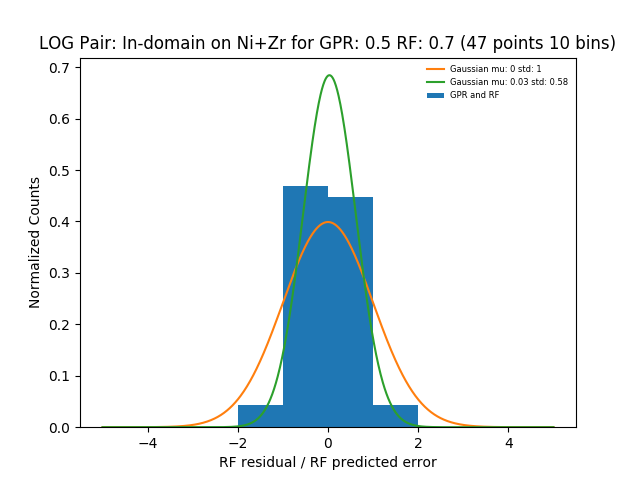 LOG Pair: In-domain on Ni+Zr for GPR: 0.5 RF: 0.7 (47 points 10 bins)
Gaussian mu: 0 std: 1
Gaussian mu: 0.03 std: 0.58
GPR and RF
Normalized Counts
0.7
0.6
0.5
0.4
0.3
0.2
0.1
0.0
−4 −2 0 2 4
RF residual / RF predicted error